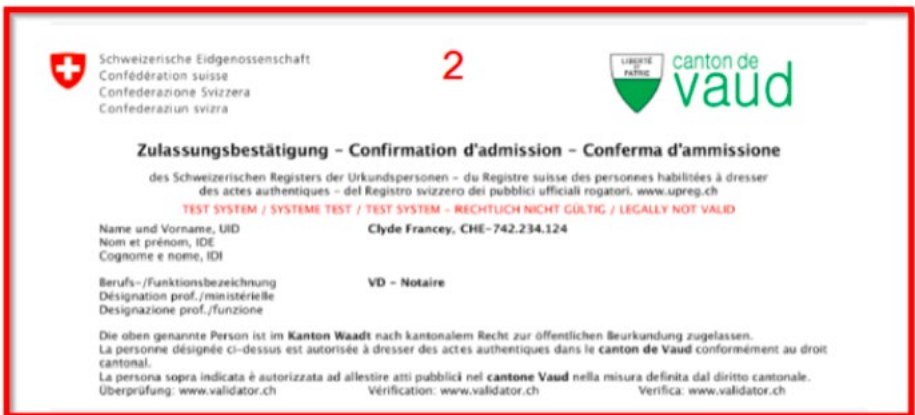 Schweizerische Eidgenossenschaft
Confédération suisse
Confederazione Svizzera
Confederaziun svizra
2
LIBERTÉ
ET
PATRIE
canton de
vaud
Zulassungsbestätigung – Confirmation d'admission – Conferma d'ammissione
des Schweizerischen Registers der Urkundspersonen – du Registre suisse des personnes habilitées à dresser
des actes authentiques – del Registro svizzero dei pubblici ufficiali rogatori. www.upreg.ch
TEST SYSTEM / SYSTEME TEST / TEST SYSTEM – RECHTLICH NICHT GÜLTIG / LEGALLY NOT VALID
Name und Vorname, UID Clyde Francey, CHE-742.234.124
Nom et prénom, IDE
Cognome e nome, IDI
Berufs-/Funktionsbezeichnung VD – Notaire
Désignation prof./ministérielle
Designazione prof./funzione
Die oben genannte Person ist im Kanton Waadt nach kantonalem Recht zur öffentlichen Beurkundung zugelassen.
La personne désignée ci-dessus est autorisée à dresser des actes authentiques dans le canton de Vaud conformément au droit
cantonal.
La persona sopra indicata è autorizzata ad allestire atti pubblici nel cantone Vaud nella misura definita dal diritto cantonale.
Überprüfung: www.validator.ch Vérification: www.validator.ch Verifica: www.validator.ch